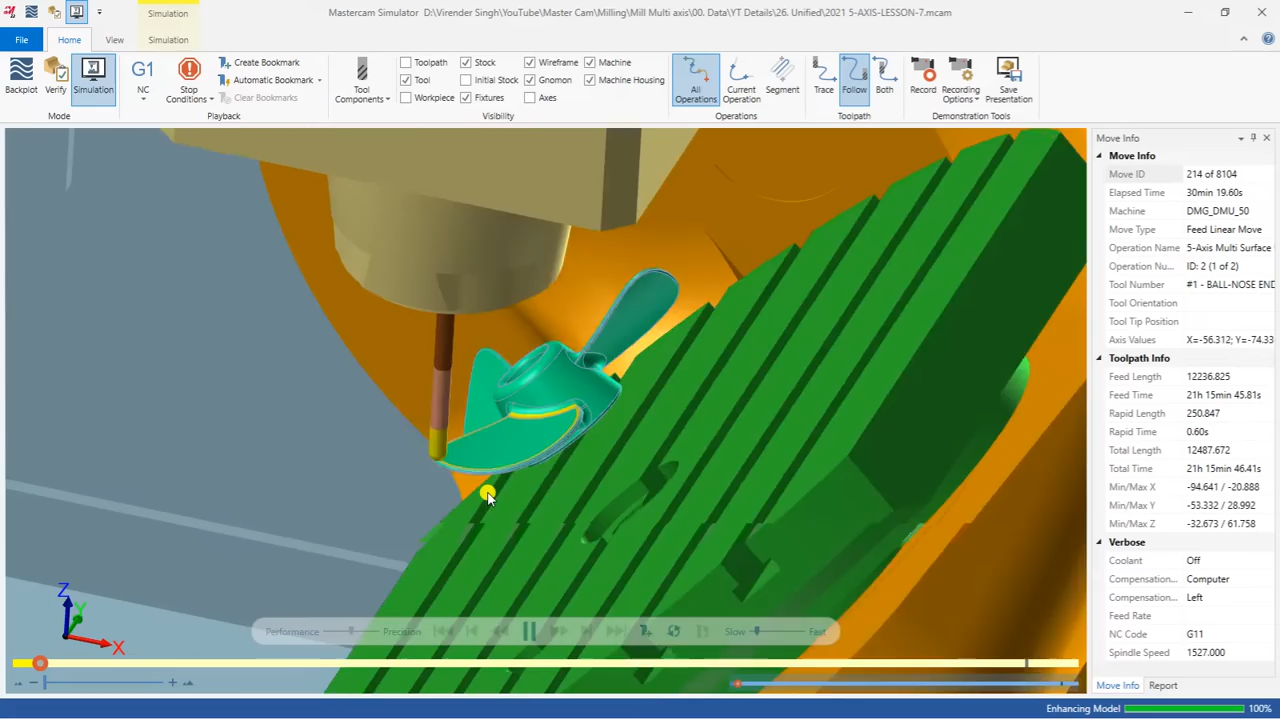 Simulation
Mastercam Simulator D:\Virender Singh\YouTube\Master Cam\Milling\Mill Multi axis\00. Data\YT Details\26. Unified\2021 5-AXIS-LESSON-7.mcam
File
Home
View
Simulation
Backplot
Verify
Simulation
Mode
G1
NC
Stop Conditions
Create Bookmark
Automatic Bookmark
Clear Bookmarks
Playback
Tool Components
Toolpath
Tool
Workpiece
Stock
Initial Stock
Fixtures
Wireframe
Gnomon
Axes
Machine
Machine Housing
Visibility
All Operations
Current Operation
Segment
Operations
Trace
Follow
Both
Toolpath
Record
Recording Options
Save Presentation
Demonstration Tools
Move Info
Move Info
Move ID 214 of 8104
Elapsed Time 30min 19.60s
Machine DMG_DMU_50
Move Type Feed Linear Move
Operation Name 5-Axis Multi Surface
Operation Nu... ID: 2 (1 of 2)
Tool Number #1 - BALL-NOSE END
Tool Orientation
Tool Tip Position
Axis Values X=-56.312; Y=-74.33
Toolpath Info
Feed Length 12236.825
Feed Time 21h 15min 45.81s
Rapid Length 250.847
Rapid Time 0.60s
Total Length 12487.672
Total Time 21h 15min 46.41s
Min/Max X -94.641 / -20.888
Min/Max Y -53.332 / 28.992
Min/Max Z -32.673 / 61.758
Verbose
Coolant Off
Compensation... Computer
Compensation... Left
Feed Rate
NC Code G11
Spindle Speed 1527.000
Z
Y
X
Performance
Precision
Slow
Fast
Move Info
Report
Enhancing Model
100%